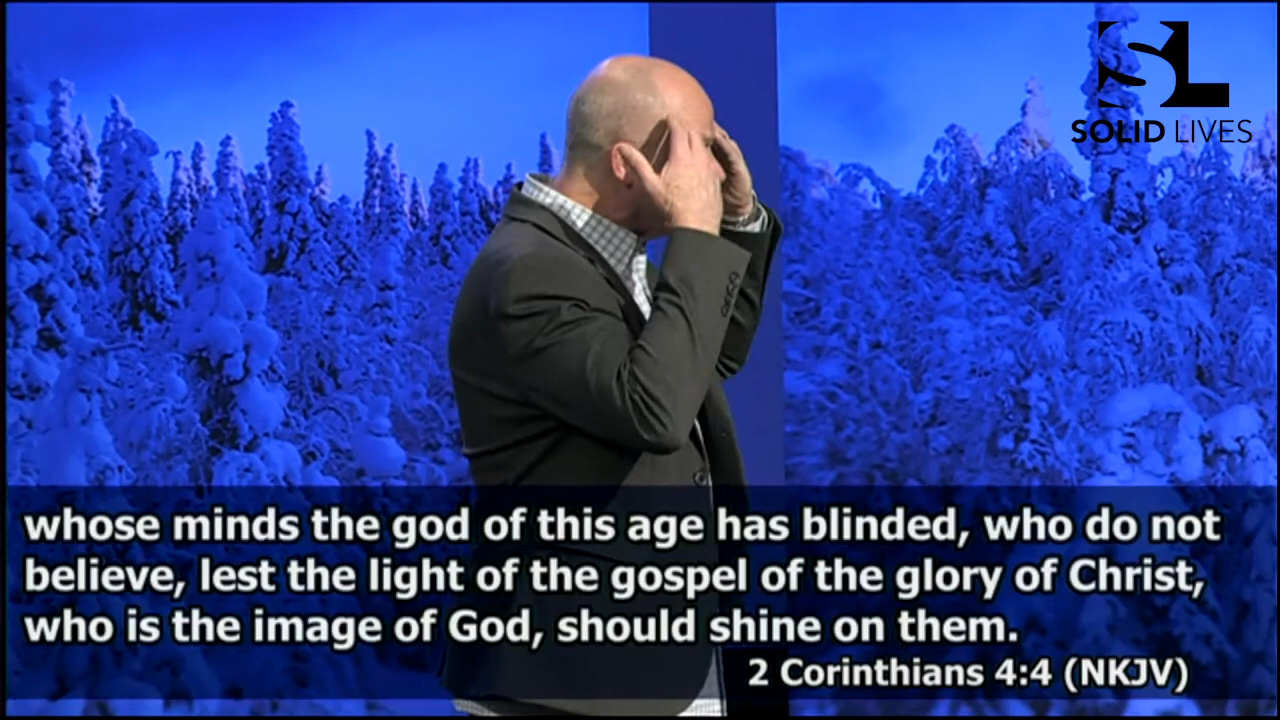 SL
SOLID LIVES
whose minds the god of this age has blinded, who do not
believe, lest the light of the gospel of the glory of Christ,
who is the image of God, should shine on them.
2 Corinthians 4:4 (NKJV)